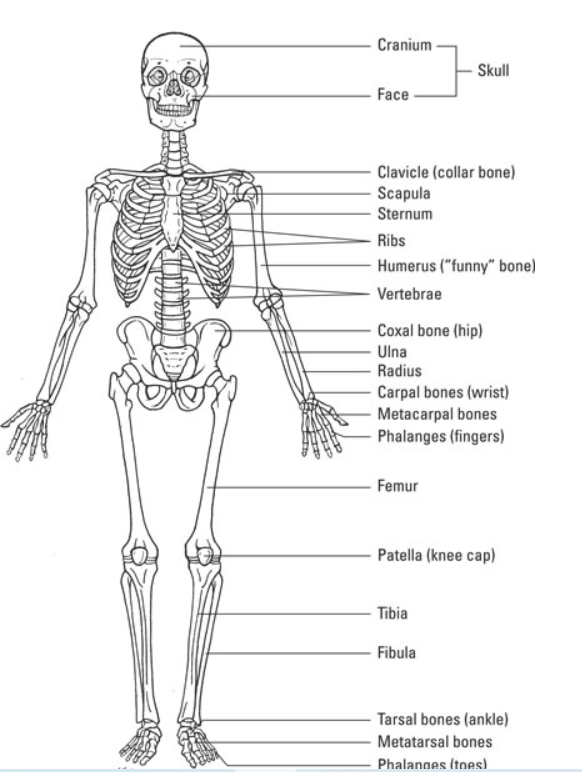 Cranium
Skull
Face
Clavicle (collar bone)
Scapula
Sternum
Ribs
Humerus ("funny" bone)
Vertebrae
Coxal bone (hip)
Ulna
Radius
Carpal bones (wrist)
Metacarpal bones
Phalanges (fingers)
Femur
Patella (knee cap)
Tibia
Fibula
Tarsal bones (ankle)
Metatarsal bones
Phalanges (toes)